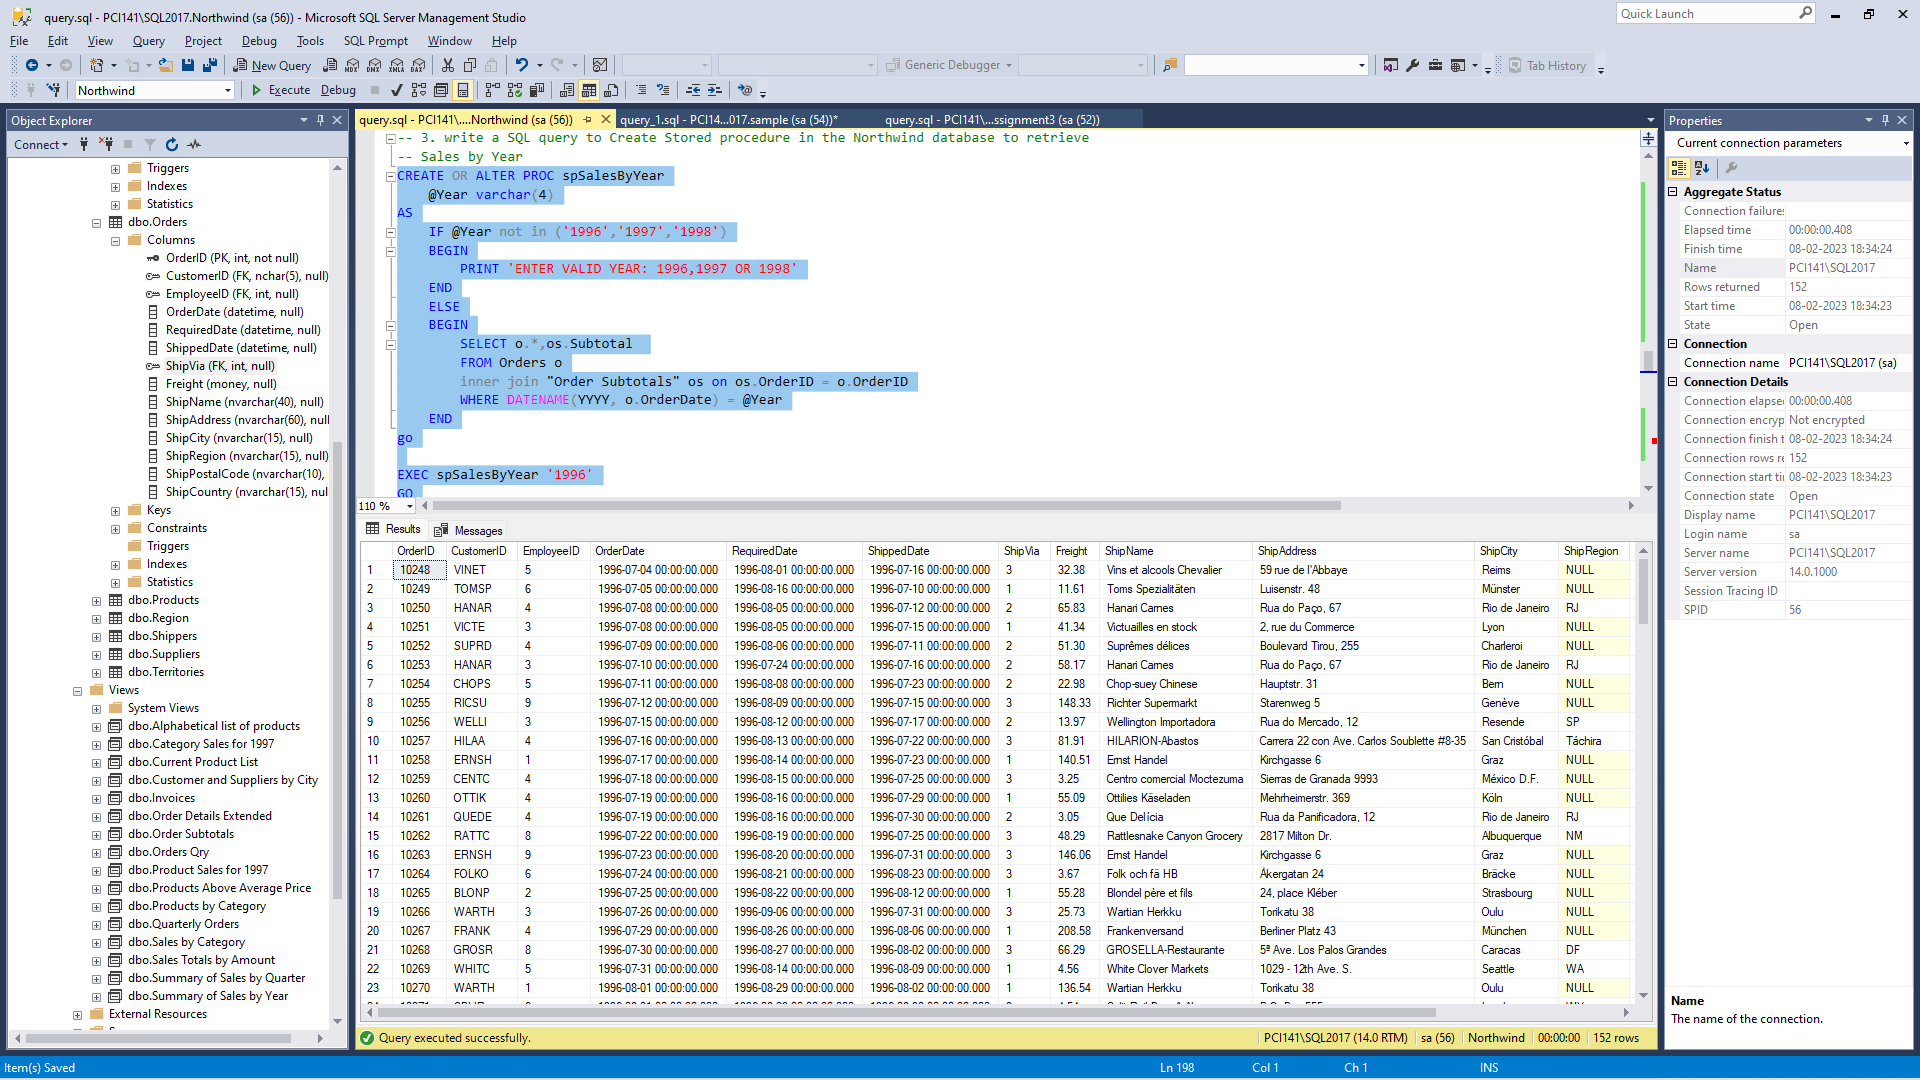 query.sql - PCI141\SQL2017.Northwind (sa (56)) - Microsoft SQL Server Management Studio
Quick Launch
File Edit View Query Project Debug Tools SQL Prompt Window Help
New Query
Generic Debugger
Tab History
Northwind
Execute Debug
Object Explorer
Connect
Triggers
Indexes
Statistics
dbo.Orders
Columns
OrderID (PK, int, not null)
CustomerID (FK, nchar(5), null)
EmployeeID (FK, int, null)
OrderDate (datetime, null)
RequiredDate (datetime, null)
ShippedDate (datetime, null)
ShipVia (FK, int, null)
Freight (money, null)
ShipName (nvarchar(40), null)
ShipAddress (nvarchar(60), null
ShipCity (nvarchar(15), null)
ShipRegion (nvarchar(15), null)
ShipPostalCode (nvarchar(10),
ShipCountry (nvarchar(15), nul
Keys
Constraints
Triggers
Indexes
Statistics
dbo.Products
dbo.Region
dbo.Shippers
dbo.Suppliers
dbo.Territories
Views
System Views
dbo.Alphabetical list of products
dbo.Category Sales for 1997
dbo.Current Product List
dbo.Customer and Suppliers by City
dbo.Invoices
dbo.Order Details Extended
dbo.Order Subtotals
dbo.Orders Qry
dbo.Product Sales for 1997
dbo.Products Above Average Price
dbo.Products by Category
dbo.Quarterly Orders
dbo.Sales by Category
dbo.Sales Totals by Amount
dbo.Summary of Sales by Quarter
dbo.Summary of Sales by Year
External Resources
query.sql - PCI141\....Northwind (sa (56)) query_1.sql - PCI14...017.sample (sa (54))* query.sql - PCI141\...ssignment3 (sa (52))
-- 3. write a SQL query to Create Stored procedure in the Northwind database to retrieve
-- Sales by Year
CREATE OR ALTER PROC spSalesByYear
@Year varchar(4)
AS
IF @Year not in ('1996','1997','1998')
BEGIN
PRINT 'ENTER VALID YEAR: 1996,1997 OR 1998'
END
ELSE
BEGIN
SELECT o.*,os.Subtotal
FROM Orders o
inner join "Order Subtotals" os on os.OrderID = o.OrderID
WHERE DATENAME(YYYY, o.OrderDate) = @Year
END
go
EXEC spSalesByYear '1996'
GO
110 %
Results Messages
OrderID CustomerID EmployeeID OrderDate RequiredDate ShippedDate ShipVia Freight ShipName ShipAddress ShipCity ShipRegion
1 10248 VINET 5 1996-07-04 00:00:00.000 1996-08-01 00:00:00.000 1996-07-16 00:00:00.000 3 32.38 Vins et alcools Chevalier 59 rue de l'Abbaye Reims NULL
2 10249 TOMSP 6 1996-07-05 00:00:00.000 1996-08-16 00:00:00.000 1996-07-10 00:00:00.000 1 11.61 Toms Spezialitäten Luisenstr. 48 Münster NULL
3 10250 HANAR 4 1996-07-08 00:00:00.000 1996-08-05 00:00:00.000 1996-07-12 00:00:00.000 2 65.83 Hanari Carnes Rua do Paço, 67 Rio de Janeiro RJ
4 10251 VICTE 3 1996-07-08 00:00:00.000 1996-08-05 00:00:00.000 1996-07-15 00:00:00.000 1 41.34 Victuailles en stock 2, rue du Commerce Lyon NULL
5 10252 SUPRD 4 1996-07-09 00:00:00.000 1996-08-06 00:00:00.000 1996-07-11 00:00:00.000 2 51.30 Suprêmes délices Boulevard Tirou, 255 Charleroi NULL
6 10253 HANAR 3 1996-07-10 00:00:00.000 1996-07-24 00:00:00.000 1996-07-16 00:00:00.000 2 58.17 Hanari Carnes Rua do Paço, 67 Rio de Janeiro RJ
7 10254 CHOPS 5 1996-07-11 00:00:00.000 1996-08-08 00:00:00.000 1996-07-23 00:00:00.000 2 22.98 Chop-suey Chinese Hauptstr. 31 Bern NULL
8 10255 RICSU 9 1996-07-12 00:00:00.000 1996-08-09 00:00:00.000 1996-07-15 00:00:00.000 3 148.33 Richter Supermarkt Starenweg 5 Genève NULL
9 10256 WELLI 3 1996-07-15 00:00:00.000 1996-08-12 00:00:00.000 1996-07-17 00:00:00.000 2 13.97 Wellington Importadora Rua do Mercado, 12 Resende SP
10 10257 HILAA 4 1996-07-16 00:00:00.000 1996-08-13 00:00:00.000 1996-07-22 00:00:00.000 3 81.91 HILARION-Abastos Carrera 22 con Ave. Carlos Soublette #8-35 San Cristóbal Táchira
11 10258 ERNSH 1 1996-07-17 00:00:00.000 1996-08-14 00:00:00.000 1996-07-23 00:00:00.000 1 140.51 Ernst Handel Kirchgasse 6 Graz NULL
12 10259 CENTC 4 1996-07-18 00:00:00.000 1996-08-15 00:00:00.000 1996-07-25 00:00:00.000 3 3.25 Centro comercial Moctezuma Sierras de Granada 9993 México D.F. NULL
13 10260 OTTIK 4 1996-07-19 00:00:00.000 1996-08-16 00:00:00.000 1996-07-29 00:00:00.000 1 55.09 Ottilies Käseladen Mehrheimerstr. 369 Köln NULL
14 10261 QUEDE 4 1996-07-19 00:00:00.000 1996-08-16 00:00:00.000 1996-07-30 00:00:00.000 2 3.05 Que Delícia Rua da Panificadora, 12 Rio de Janeiro RJ
15 10262 RATTC 8 1996-07-22 00:00:00.000 1996-08-19 00:00:00.000 1996-07-25 00:00:00.000 3 48.29 Rattlesnake Canyon Grocery 2817 Milton Dr. Albuquerque NM
16 10263 ERNSH 9 1996-07-23 00:00:00.000 1996-08-20 00:00:00.000 1996-07-31 00:00:00.000 3 146.06 Ernst Handel Kirchgasse 6 Graz NULL
17 10264 FOLKO 6 1996-07-24 00:00:00.000 1996-08-21 00:00:00.000 1996-08-23 00:00:00.000 3 3.67 Folk och fä HB Åkergatan 24 Bräcke NULL
18 10265 BLONP 2 1996-07-25 00:00:00.000 1996-08-22 00:00:00.000 1996-08-12 00:00:00.000 1 55.28 Blondel père et fils 24, place Kléber Strasbourg NULL
19 10266 WARTH 3 1996-07-26 00:00:00.000 1996-09-06 00:00:00.000 1996-07-31 00:00:00.000 3 25.73 Wartian Herkku Torikatu 38 Oulu NULL
20 10267 FRANK 4 1996-07-29 00:00:00.000 1996-08-26 00:00:00.000 1996-08-06 00:00:00.000 1 208.58 Frankenversand Berliner Platz 43 München NULL
21 10268 GROSR 8 1996-07-30 00:00:00.000 1996-08-27 00:00:00.000 1996-08-02 00:00:00.000 3 66.29 GROSELLA-Restaurante 5ª Ave. Los Palos Grandes Caracas DF
22 10269 WHITC 5 1996-07-31 00:00:00.000 1996-08-14 00:00:00.000 1996-08-09 00:00:00.000 1 4.56 White Clover Markets 1029 - 12th Ave. S. Seattle WA
23 10270 WARTH 1 1996-08-01 00:00:00.000 1996-08-29 00:00:00.000 1996-08-02 00:00:00.000 1 136.54 Wartian Herkku Torikatu 38 Oulu NULL
Query executed successfully.
PCI141\SQL2017 (14.0 RTM) sa (56) Northwind 00:00:00 152 rows
Properties
Current connection parameters
Aggregate Status
Connection failures
Elapsed time 00:00:00.408
Finish time 08-02-2023 18:34:24
Name PCI141\SQL2017
Rows returned 152
Start time 08-02-2023 18:34:23
State Open
Connection
Connection name PCI141\SQL2017 (sa)
Connection Details
Connection elapse 00:00:00.408
Connection encryp Not encrypted
Connection finish t 08-02-2023 18:34:24
Connection rows re 152
Connection start ti 08-02-2023 18:34:23
Connection state Open
Display name PCI141\SQL2017
Login name sa
Server name PCI141\SQL2017
Server version 14.0.1000
Session Tracing ID
SPID 56
Name
The name of the connection.
Item(s) Saved
Ln 198 Col 1 Ch 1 INS